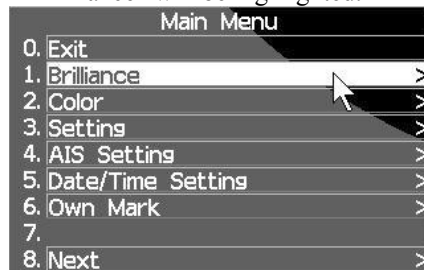 Main Menu
0. Exit
1. Brilliance >
2. Color >
3. Setting >
4. AIS Setting >
5. Date/Time Setting >
6. Own Mark >
7.
8. Next >